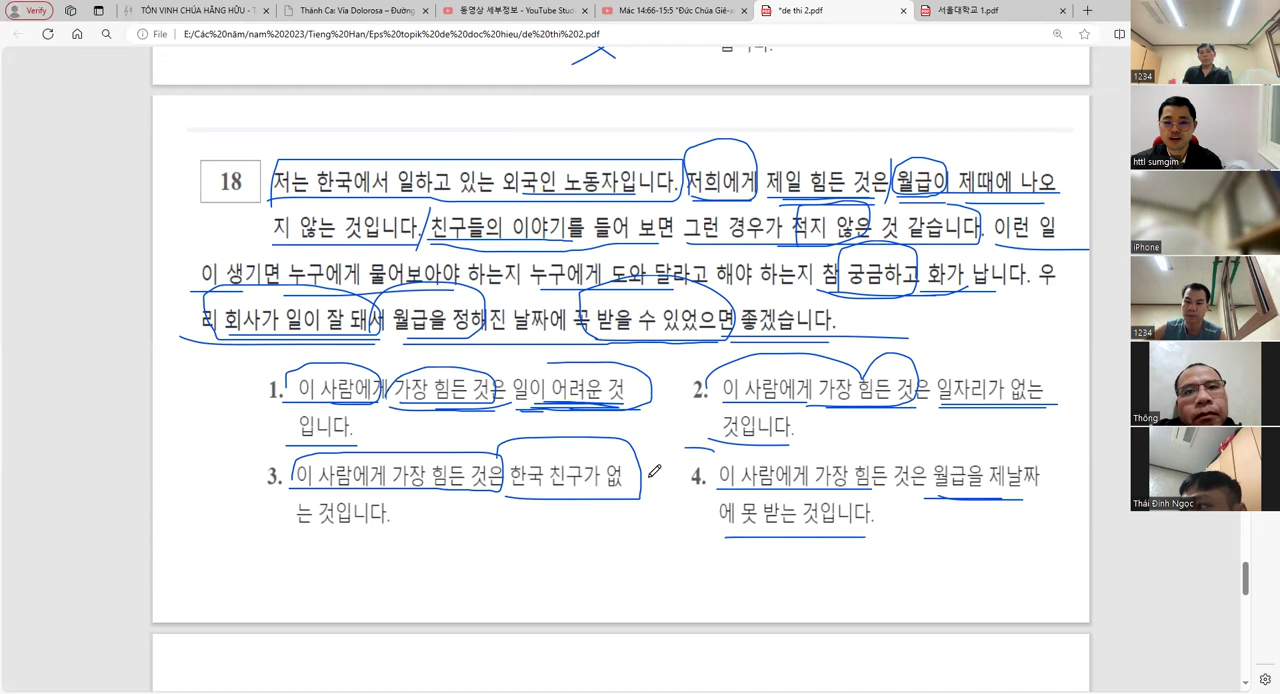 Verify
TÔN VINH CHÚA HẰNG HỮU - T
Thánh Ca: Via Dolorosa – Đường
동영상 세부정보 - YouTube Stud
Mác 14:66-15:5 "Đức Chúa Giê-x
*de thi 2.pdf
서울대학교 1.pdf
File
E:/Các%20năm/nam%202023/Tieng%20Han/Eps%20topik%20de%20doc%20hieu/de%20thi%202.pdf
18
저는 한국에서 일하고 있는 외국인 노동자입니다. 저희에게 제일 힘든 것은 월급이 제때에 나오
지 않는 것입니다. 친구들의 이야기를 들어 보면 그런 경우가 적지 않은 것 같습니다. 이런 일
이 생기면 누구에게 물어보아야 하는지 누구에게 도와 달라고 해야 하는지 참 궁금하고 화가 납니다. 우
리 회사가 일이 잘 돼서 월급을 정해진 날짜에 꼭 받을 수 있었으면 좋겠습니다.
1. 이 사람에게 가장 힘든 것은 일이 어려운 것
입니다.
2. 이 사람에게 가장 힘든 것은 일자리가 없는
것입니다.
3. 이 사람에게 가장 힘든 것은 한국 친구가 없
는 것입니다.
4. 이 사람에게 가장 힘든 것은 월급을 제날짜
에 못 받는 것입니다.
1234
httl sumgim
iPhone
1234
Thông
Thái Đinh Ngọc